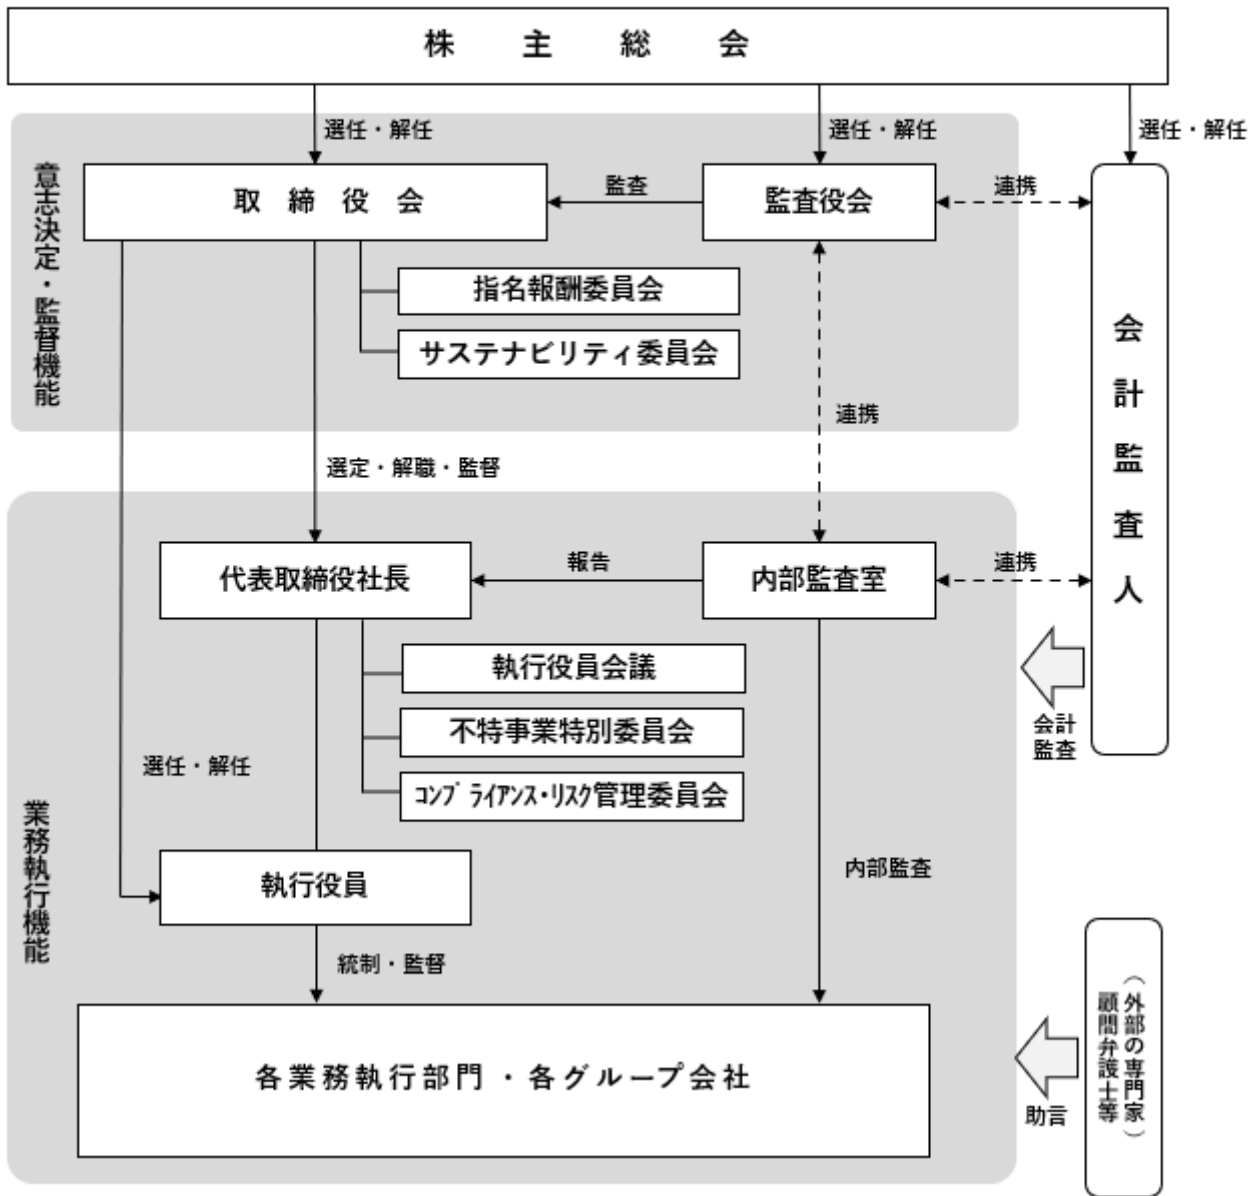 株主総会
選任・解任
選任・解任
選任・解任
意志決定・監督機能
取締役会
監査
監査役会
連携
指名報酬委員会
サステナビリティ委員会
会計監査人
連携
選定・解職・監督
代表取締役社長
報告
内部監査室
連携
執行役員会議
不特事業特別委員会
ｺﾝﾌﾟﾗｲｱﾝｽ・ﾘｽｸ管理委員会
会計
監査
選任・解任
業務執行機能
執行役員
内部監査
統制・監督
各業務執行部門・各グループ会社
（外部の専門家）
顧問弁護士等
助言